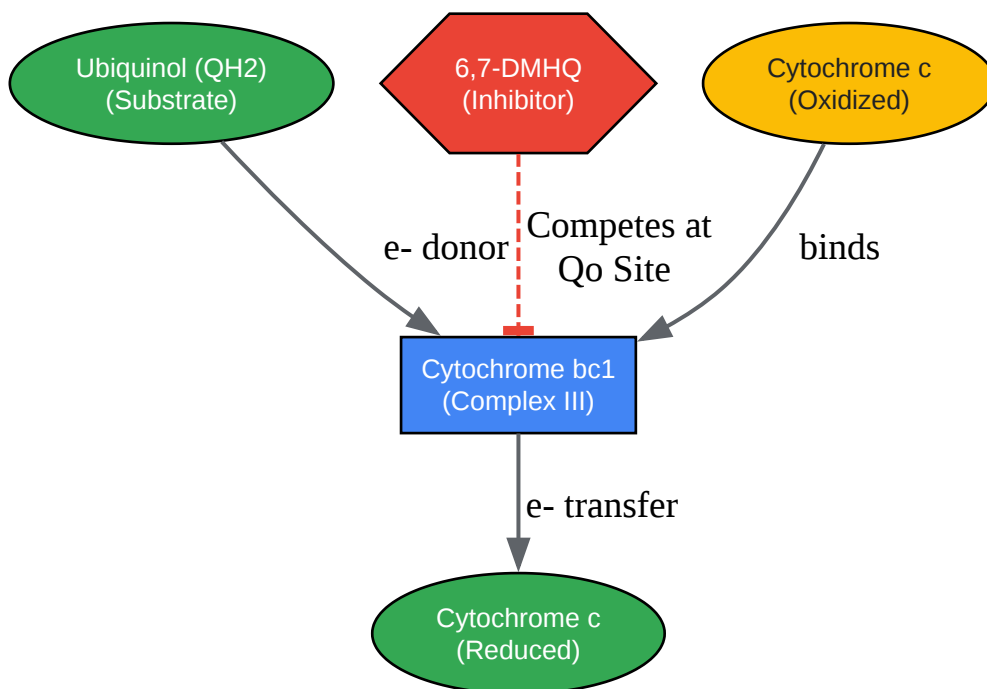 Ubiquinol (QH2)
(Substrate)
6,7-DMHQ
(Inhibitor)
Cytochrome c
(Oxidized)
e- donor
Competes at
Qo Site
binds
Cytochrome bc1
(Complex III)
e- transfer
Cytochrome c
(Reduced)